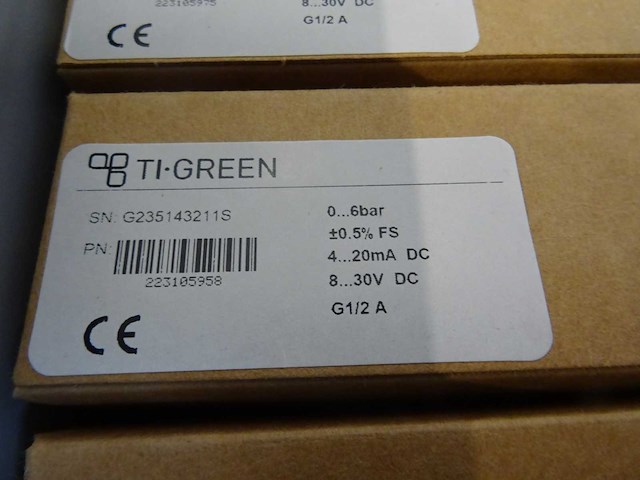 223105975
8...30V DC
G1/2 A
CE
TI·GREEN
SN: G235143211S
PN:
223105958
0...6bar
±0.5% FS
4...20mA DC
8...30V DC
G1/2 A
CE